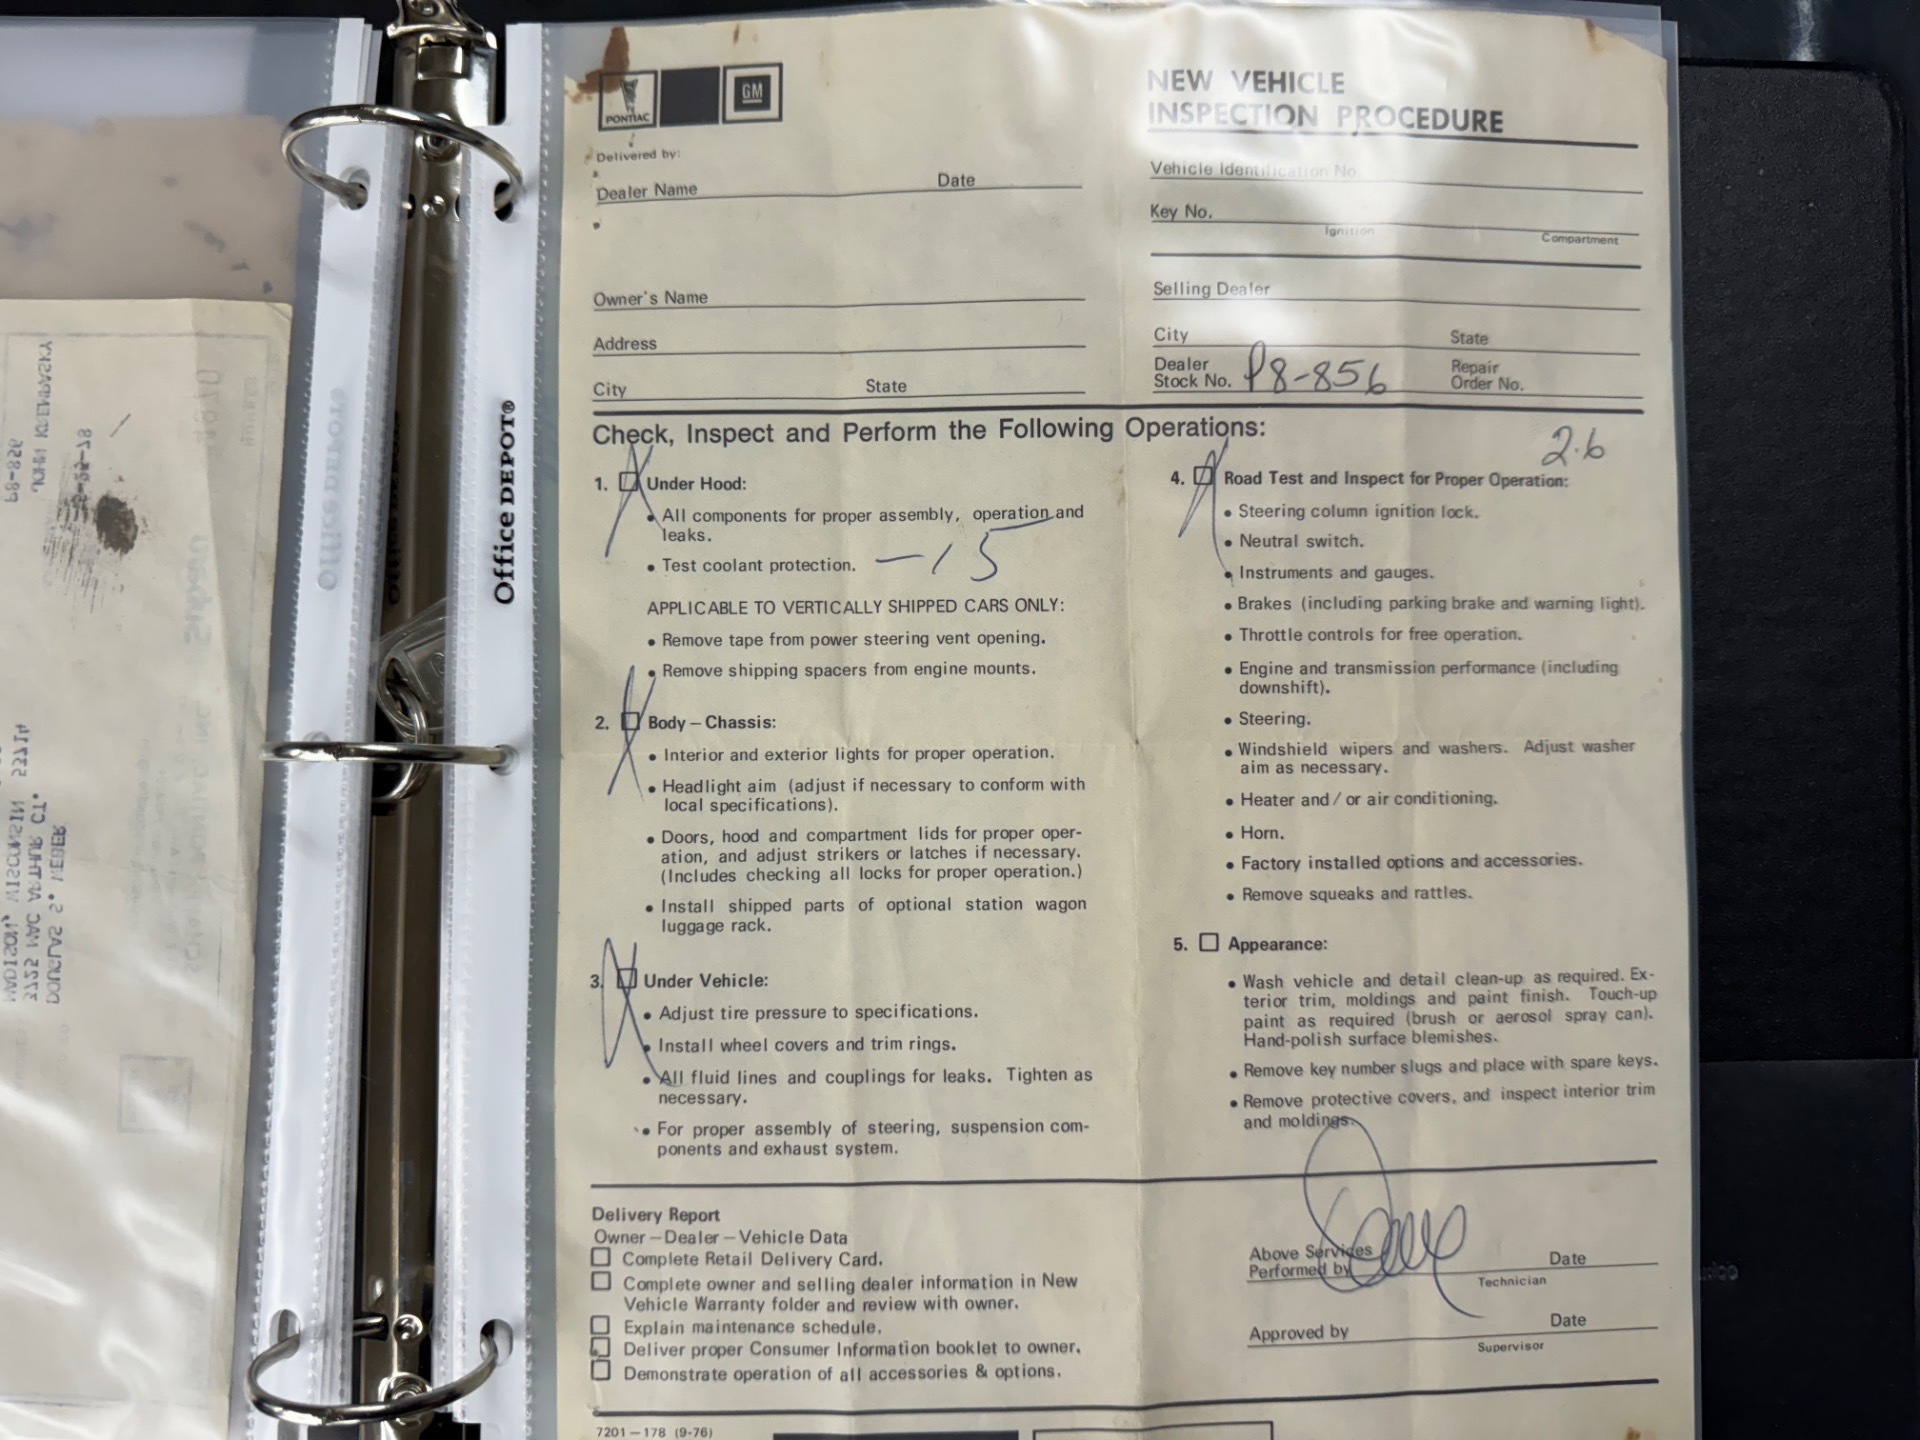 PONTIAC
GM
NEW VEHICLE
INSPECTION PROCEDURE
Delivered by:
Dealer Name Date
Vehicle Identification No.
Key No.
Ignition Compartment
Owner's Name
Selling Dealer
Address
City State
City State
Dealer
Stock No. P8-856
Repair
Order No.
Check, Inspect and Perform the Following Operations:
2.6
1. Under Hood:
• All components for proper assembly, operation and
leaks.
• Test coolant protection. -15
APPLICABLE TO VERTICALLY SHIPPED CARS ONLY:
• Remove tape from power steering vent opening.
• Remove shipping spacers from engine mounts.
2. Body – Chassis:
• Interior and exterior lights for proper operation.
• Headlight aim (adjust if necessary to conform with
local specifications).
• Doors, hood and compartment lids for proper oper-
ation, and adjust strikers or latches if necessary.
(Includes checking all locks for proper operation.)
• Install shipped parts of optional station wagon
luggage rack.
3. Under Vehicle:
• Adjust tire pressure to specifications.
• Install wheel covers and trim rings.
• All fluid lines and couplings for leaks. Tighten as
necessary.
• For proper assembly of steering, suspension com-
ponents and exhaust system.
4. Road Test and Inspect for Proper Operation:
• Steering column ignition lock.
• Neutral switch.
• Instruments and gauges.
• Brakes (including parking brake and warning light).
• Throttle controls for free operation.
• Engine and transmission performance (including
downshift).
• Steering.
• Windshield wipers and washers. Adjust washer
aim as necessary.
• Heater and / or air conditioning.
• Horn.
• Factory installed options and accessories.
• Remove squeaks and rattles.
5. Appearance:
• Wash vehicle and detail clean-up as required. Ex-
terior trim, moldings and paint finish. Touch-up
paint as required (brush or aerosol spray can).
Hand-polish surface blemishes.
• Remove key number slugs and place with spare keys.
• Remove protective covers, and inspect interior trim
and moldings.
Delivery Report
Owner – Dealer – Vehicle Data
Complete Retail Delivery Card.
Complete owner and selling dealer information in New
Vehicle Warranty folder and review with owner.
Explain maintenance schedule.
Deliver proper Consumer Information booklet to owner.
Demonstrate operation of all accessories & options.
Above Services
Performed by Date
Technician
Approved by Date
Supervisor
7201 – 178 (9-76)
Office DEPOT®
Office DEPOT
P8-856
DOUGLAS S. WEBER
3725 MAC ARTHUR CT.
MADISON, WISCONSIN 53714